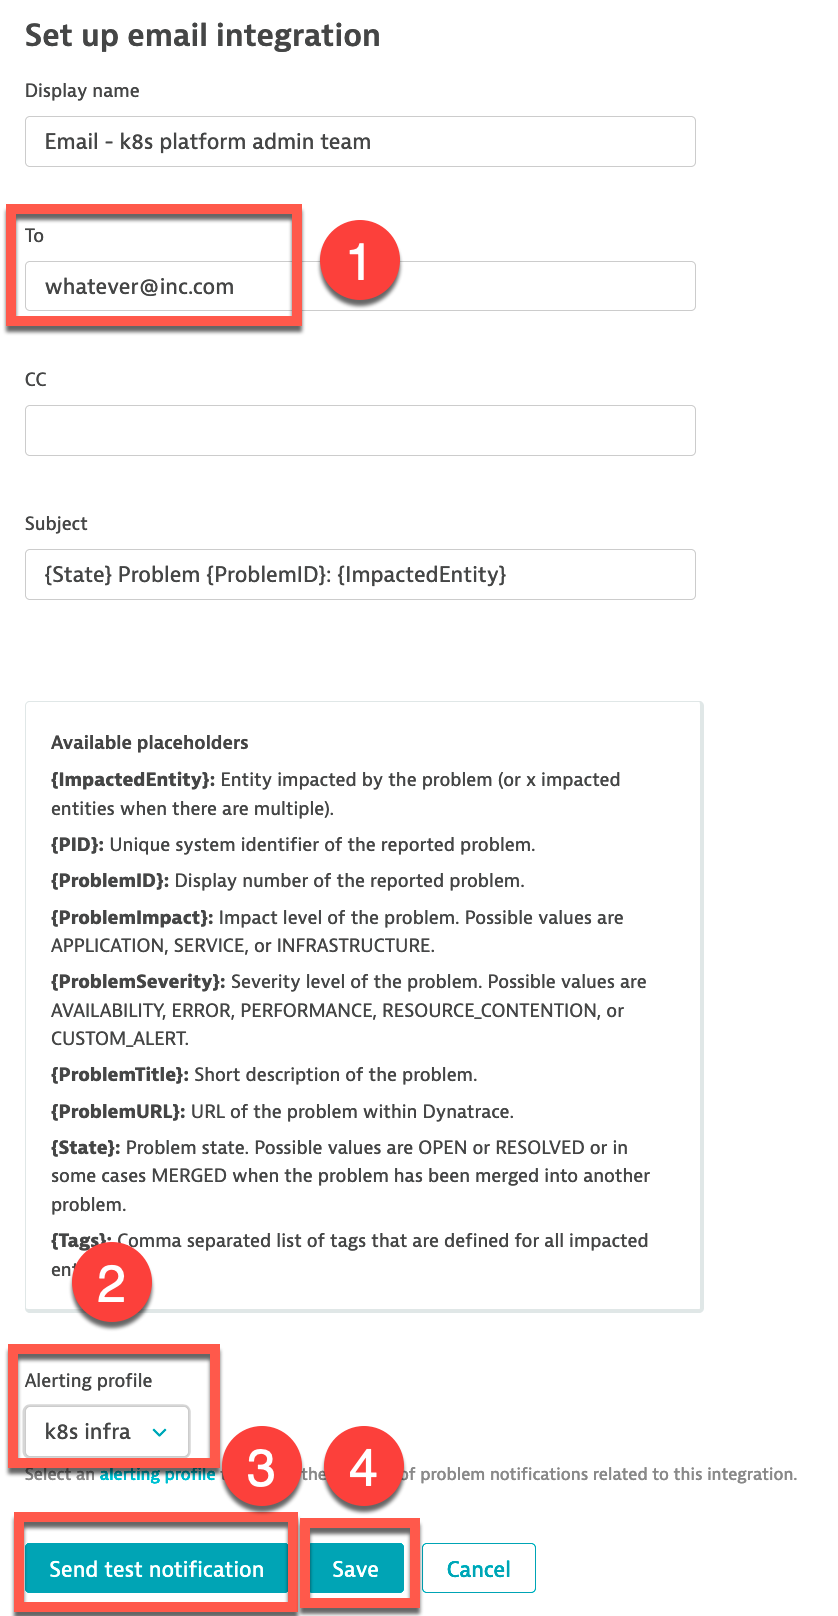 Set up email integration
Display name
Email - k8s platform admin team
To
1
whatever@inc.com
CC
Subject
{State} Problem {ProblemID}: {ImpactedEntity}
Available placeholders
{ImpactedEntity}: Entity impacted by the problem (or x impacted
entities when there are multiple).
{PID}: Unique system identifier of the reported problem.
{ProblemID}: Display number of the reported problem.
{ProblemImpact}: Impact level of the problem. Possible values are
APPLICATION, SERVICE, or INFRASTRUCTURE.
{ProblemSeverity}: Severity level of the problem. Possible values are
AVAILABILITY, ERROR, PERFORMANCE, RESOURCE_CONTENTION, or
CUSTOM_ALERT.
{ProblemTitle}: Short description of the problem.
{ProblemURL}: URL of the problem within Dynatrace.
{State}: Problem state. Possible values are OPEN or RESOLVED or in
some cases MERGED when the problem has been merged into another
problem.
{Tags}: Comma separated list of tags that are defined for all impacted
2
Alerting profile
k8s infra
3 4
Select an alerting profile the of problem notifications related to this integration.
Send test notification Save Cancel